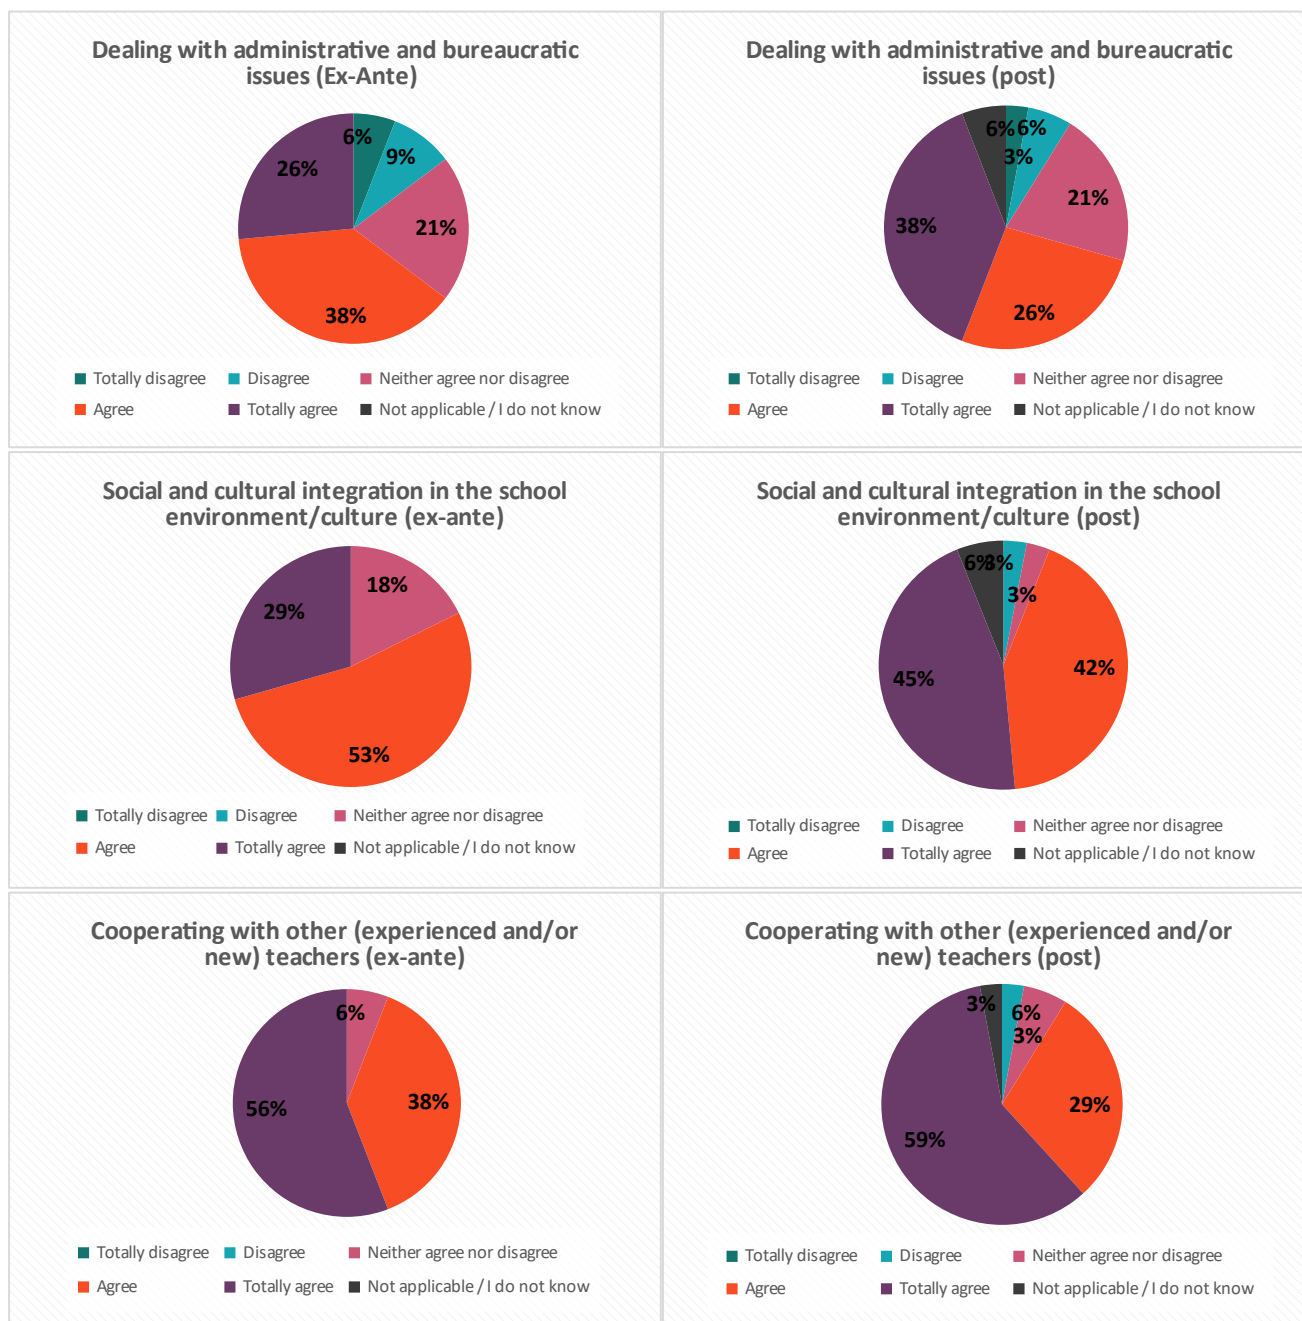 Dealing with administrative and bureaucratic
issues (Ex-Ante)
6%
9%
26%
21%
38%
Totally disagree Disagree Neither agree nor disagree
Agree Totally agree Not applicable / I do not know
Dealing with administrative and bureaucratic
issues (post)
6% 6%
3%
21%
38%
26%
Totally disagree Disagree Neither agree nor disagree
Agree Totally agree Not applicable / I do not know
Social and cultural integration in the school
environment/culture (ex-ante)
18%
29%
53%
Totally disagree Disagree Neither agree nor disagree
Agree Totally agree Not applicable / I do not know
Social and cultural integration in the school
environment/culture (post)
6% 3%
3%
42%
45%
Totally disagree Disagree Neither agree nor disagree
Agree Totally agree Not applicable / I do not know
Cooperating with other (experienced and/or
new) teachers (ex-ante)
6%
38%
56%
Totally disagree Disagree Neither agree nor disagree
Agree Totally agree Not applicable / I do not know
Cooperating with other (experienced and/or
new) teachers (post)
3%
6%
3%
29%
59%
Totally disagree Disagree Neither agree nor disagree
Agree Totally agree Not applicable / I do not know